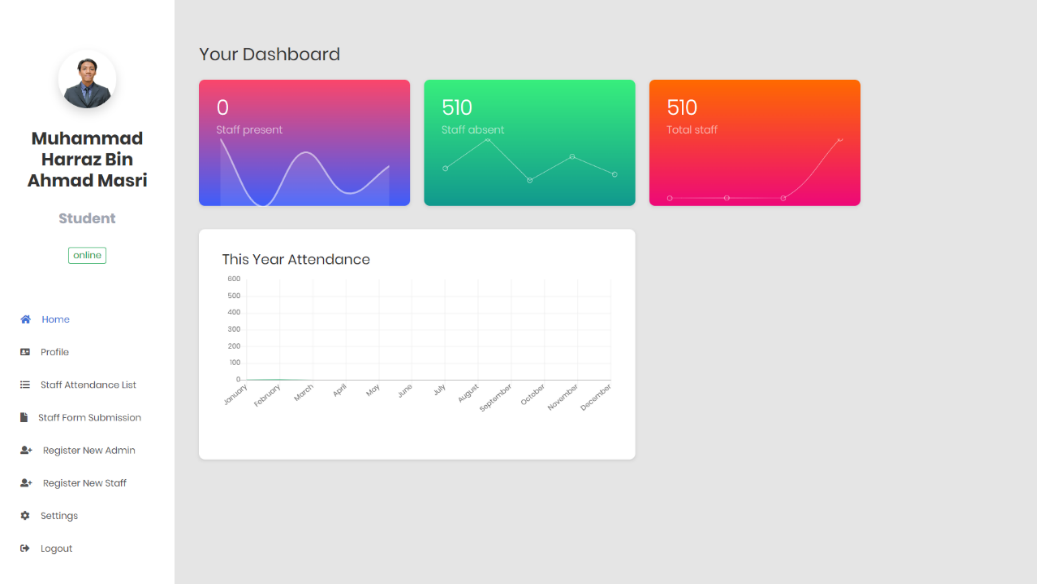 Muhammad
Harraz Bin
Ahmad Masri
Student
online
Home
Profile
Staff Attendance List
Staff Form Submission
Register New Admin
Register New Staff
Settings
Logout
Your Dashboard
0
Staff present
510
Staff absent
510
Total staff
This Year Attendance
600
500
400
300
200
100
0
January February March April May June July August September October November December